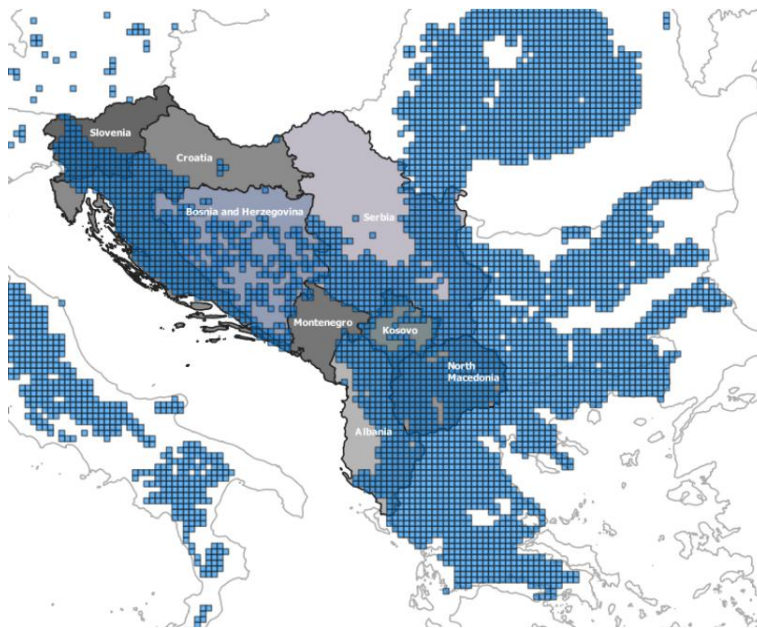 Slovenia
Croatia
Bosnia and Herzegovina
Serbia
Montenegro
Kosovo
North
Macedonia
Albania